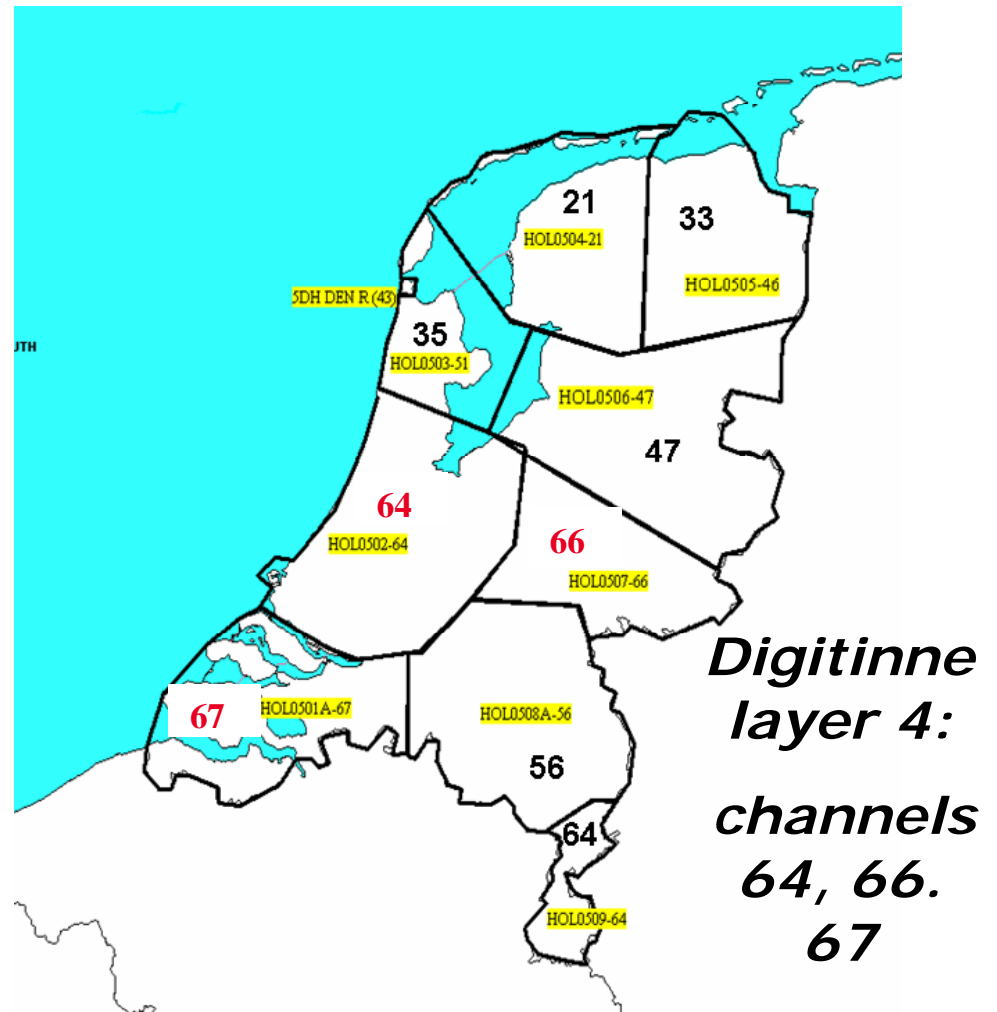 21
33
HOL0504-21
HOL0505-46
5DH DEN R (43)
35
HOL0503-51
JTH
HOL0506-47
47
64
HOL0502-64
66
HOL0507-66
67
HOL0501A-67
HOL0508A-56
56
64
HOL0509-64
Digitinne
layer 4:
channels
64, 66.
67